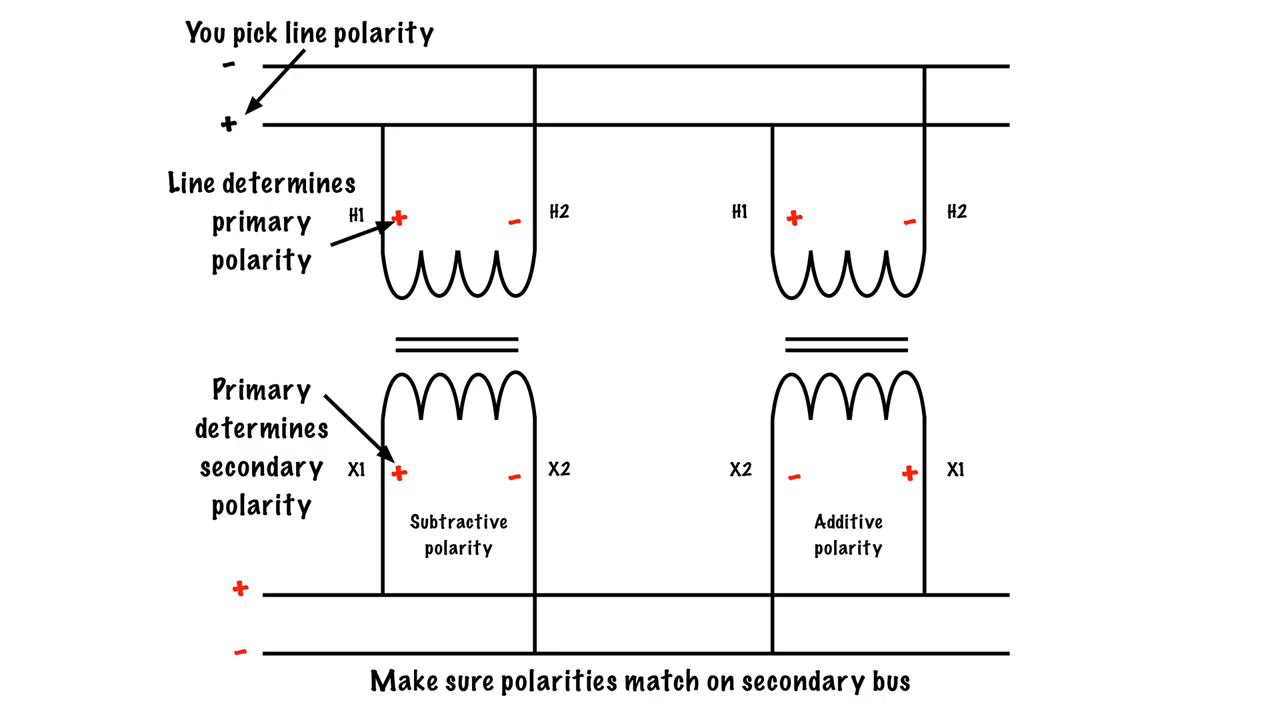 You pick line polarity
-
+
Line determines
primary
polarity
H1
+
-
H2
H1
+
-
H2
Primary
determines
secondary
polarity
X1
+
-
X2
X2
-
+
X1
Subtractive
polarity
Additive
polarity
+
-
Make sure polarities match on secondary bus